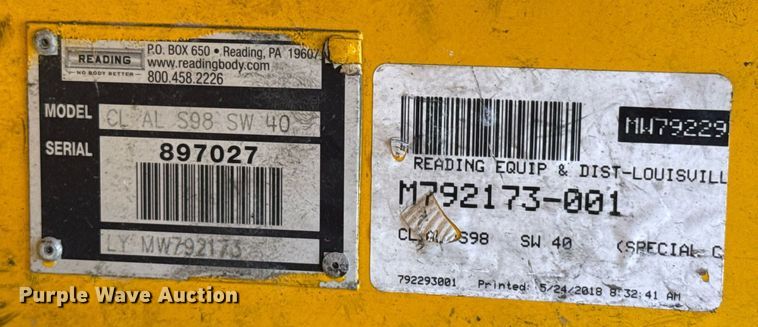 READING
NO BODY BETTER
P.O. BOX 650 • Reading, PA 19607
www.readingbody.com
800.458.2226
MODEL CL AL S98 SW 40
SERIAL 897027
LY MW792173
MW79229
READING EQUIP & DIST-LOUISVILL
M792173-001
CL AL S98 SW 40 (SPECIAL Q
792293001 Printed: 5/24/2018 8:32:41 AM
Purple Wave Auction